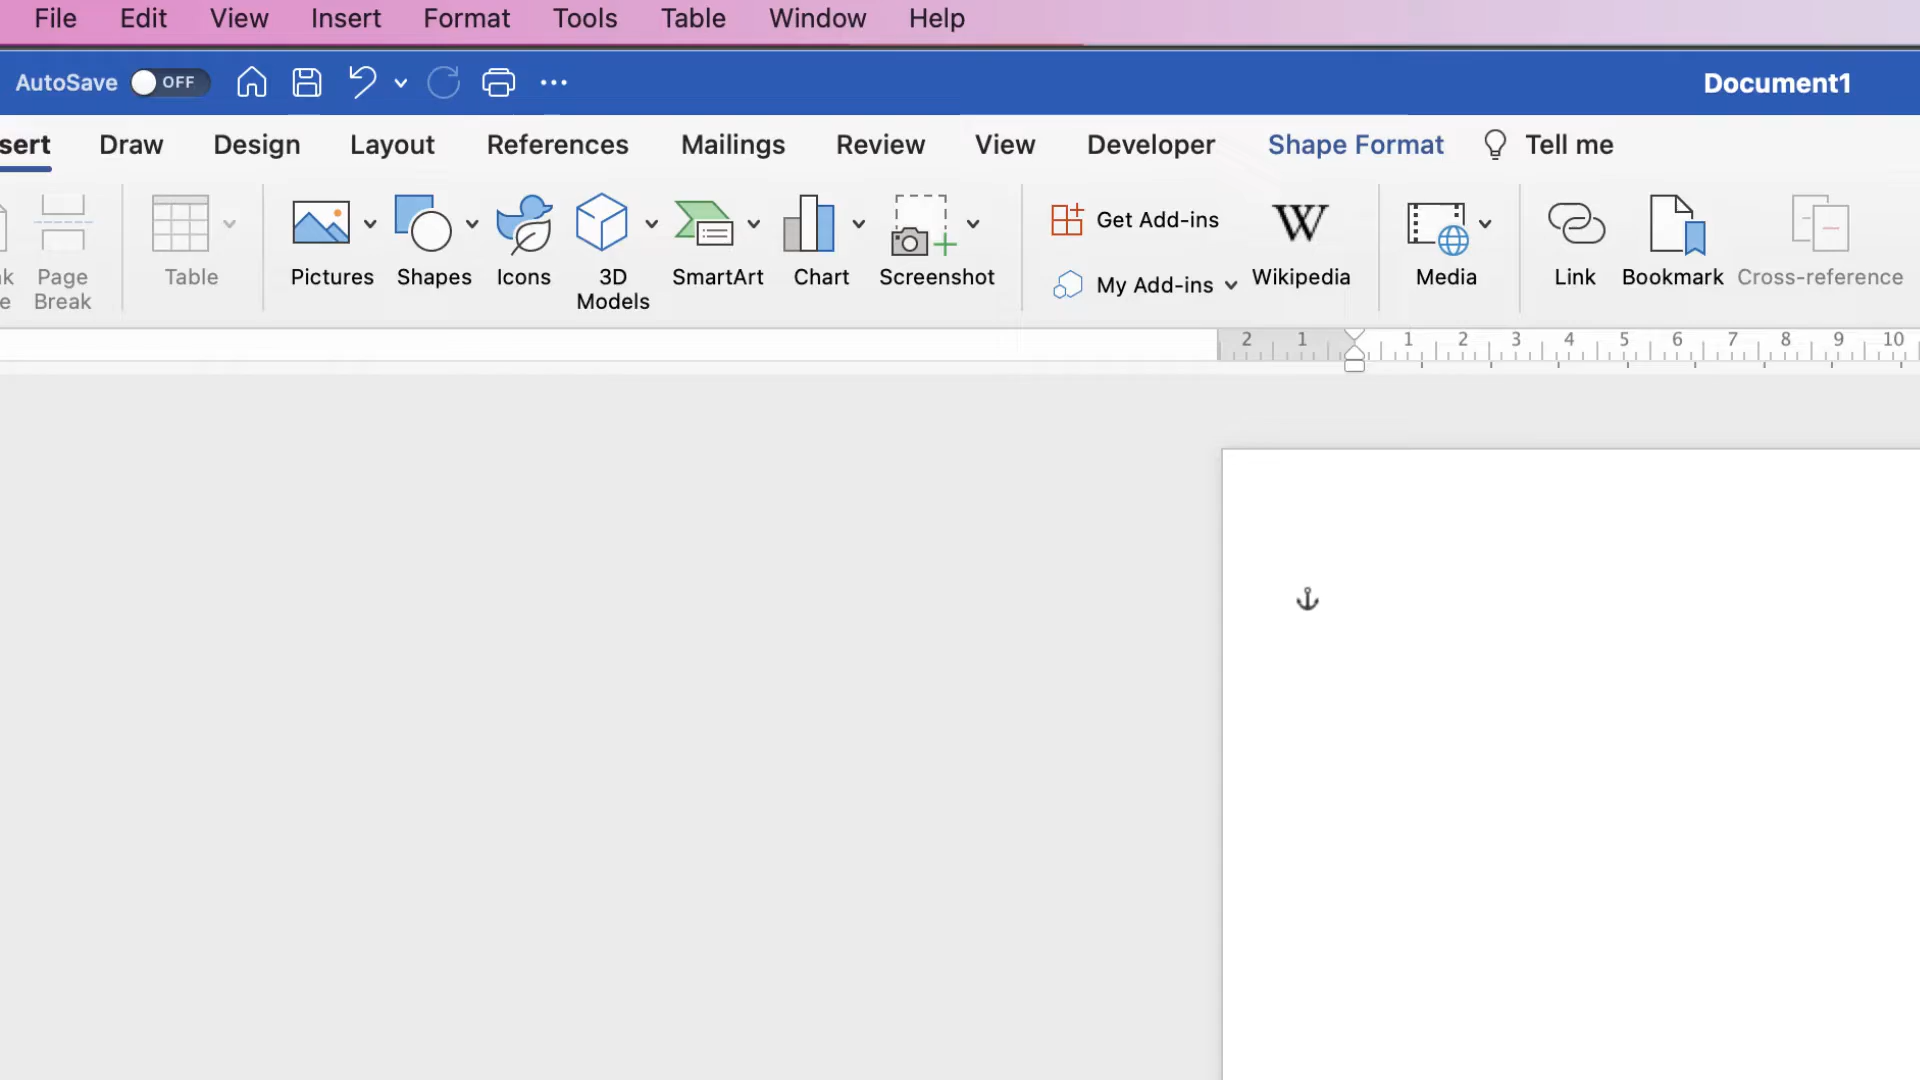 File Edit View Insert Format Tools Table Window Help
AutoSave OFF Document1
sert Draw Design Layout References Mailings Review View Developer Shape Format Tell me
Get Add-ins W
k Page Table Pictures Shapes Icons 3D SmartArt Chart Screenshot My Add-ins Wikipedia Media Link Bookmark Cross-reference
e Break Models
2 1 1 2 3 4 5 6 7 8 9 10